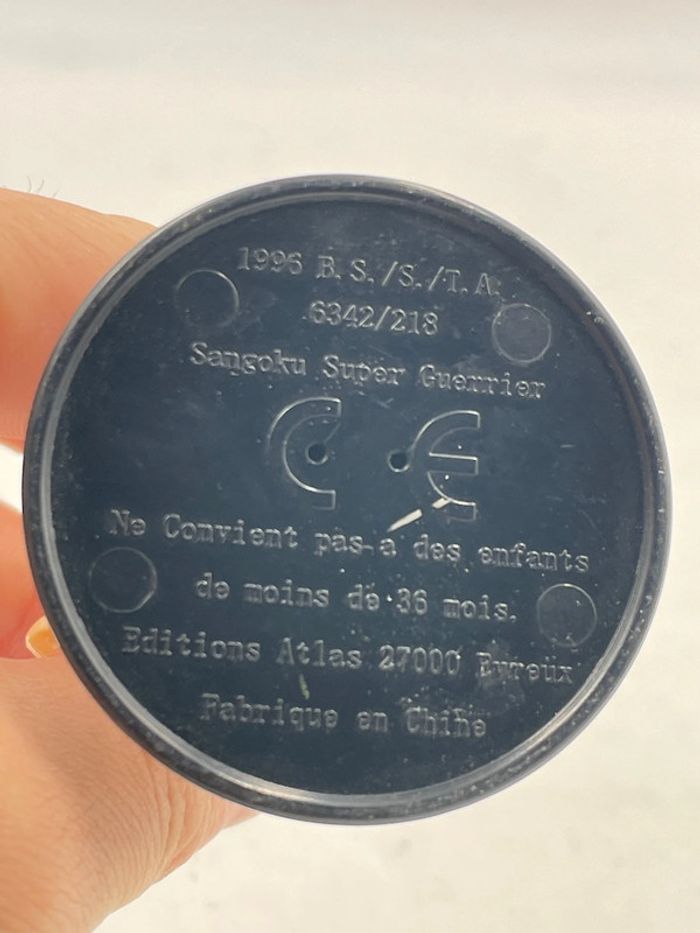 1996 B.S./S./T.A.
6342/218
Sangoku Super Guerrier
CE
Ne Convient pas a des enfants
de moins de 36 mois.
Editions Atlas 27000 Evreux
Fabrique en Chine